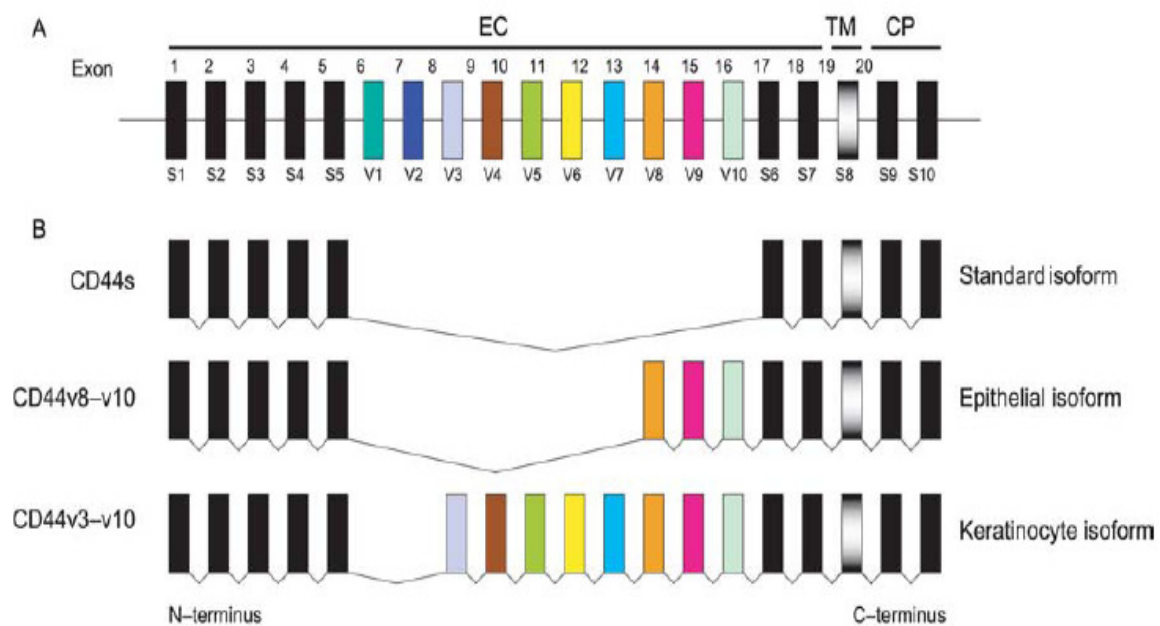 A
EC TM CP
Exon 1 2 3 4 5 6 7 8 9 10 11 12 13 14 15 16 17 18 19 20
S1 S2 S3 S4 S5 V1 V2 V3 V4 V5 V6 V7 V8 V9 V10 S6 S7 S8 S9 S10
B
CD44s Standard isoform
CD44v8–v10 Epithelial isoform
CD44v3–v10 Keratinocyte isoform
N–terminus C–terminus